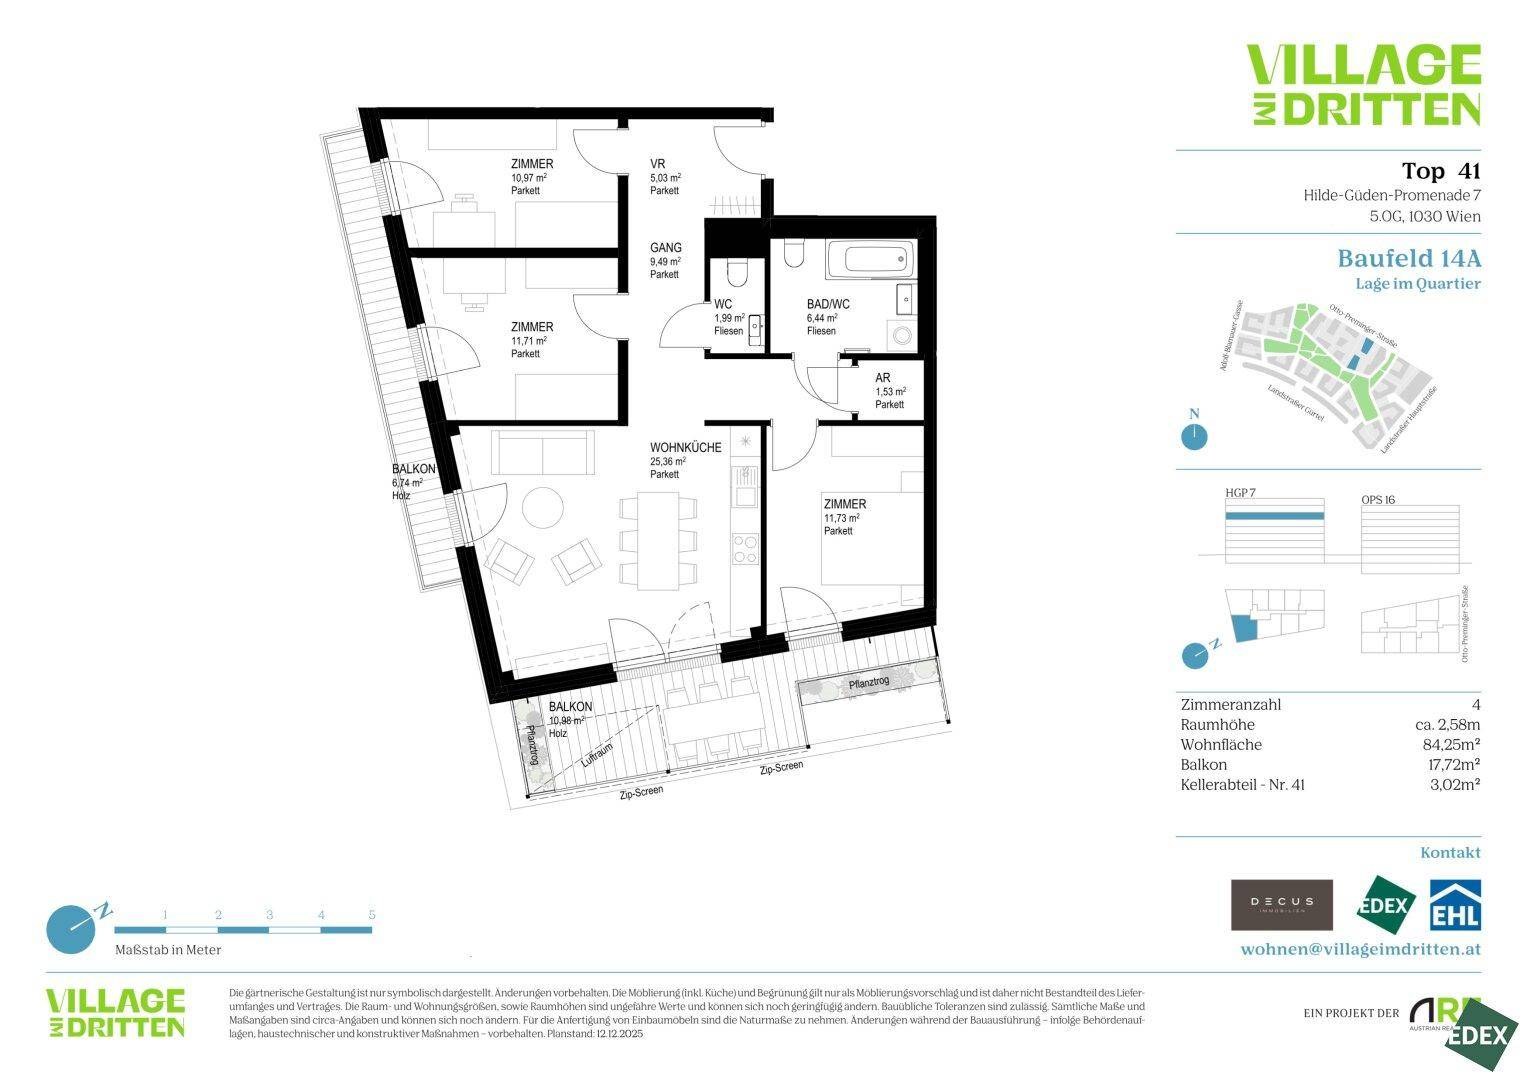 VILLAGE
IM DRITTEN
Top 41
Hilde-Güden-Promenade 7
5.OG, 1030 Wien
Baufeld 14A
Lage im Quartier
Adolf-Blamauer-Gasse
Otto-Preminger-Straße
Landstraßer Gürtel
Landstraßer Hauptstraße
N
HGP 7
OPS 16
Otto-Preminger-Straße
N
Zimmeranzahl 4
Raumhöhe ca. 2,58m
Wohnfläche 84,25m²
Balkon 17,72m²
Kellerabteil - Nr. 41 3,02m²
Kontakt
DECUS
IMMOBILIEN
EDEX
EHL
wohnen@villageimdritten.at
ZIMMER
10,97 m²
Parkett
VR
5,03 m²
Parkett
GANG
9,49 m²
Parkett
ZIMMER
11,71 m²
Parkett
WC
1,99 m²
Fliesen
BAD/WC
6,44 m²
Fliesen
AR
1,53 m²
Parkett
WOHNKÜCHE
25,36 m²
Parkett
BALKON
6,74 m²
Holz
ZIMMER
11,73 m²
Parkett
Pflanztrog
BALKON
10,98 m²
Holz
Pflanztrog
Luftraum
Zip-Screen
Zip-Screen
N
1 2 3 4 5
Maßstab in Meter
VILLAGE
IM DRITTEN
Die gärtnerische Gestaltung ist nur symbolisch dargestellt. Änderungen vorbehalten. Die Möblierung (inkl. Küche) und Begrünung gilt nur als Möblierungsvorschlag und ist daher nicht Bestandteil des Liefer-
umfanges und Vertrages. Die Raum- und Wohnungsgrößen, sowie Raumhöhen sind ungefähre Werte und können sich noch geringfügig ändern. Bauübliche Toleranzen sind zulässig. Sämtliche Maße und
Maßangaben sind circa-Angaben und können sich noch ändern. Für die Anfertigung von Einbaumöbeln sind die Naturmaße zu nehmen. Änderungen während der Bauausführung – infolge Behördenauf-
lagen, haustechnischer und konstruktiver Maßnahmen – vorbehalten. Planstand: 12.12.2025
EIN PROJEKT DER
ARE
AUSTRIAN REA
EDEX